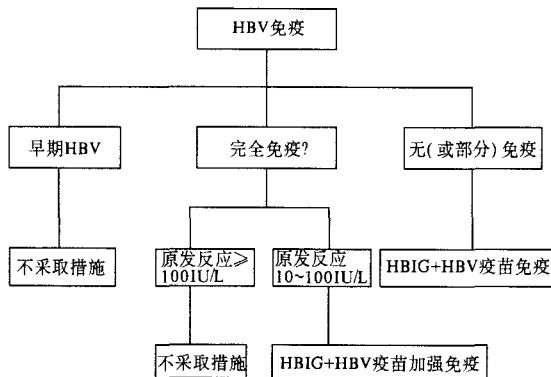 HBV免疫
早期HBV
完全免疫?
无(或部分)免疫
不采取措施
原发反应≥
100IU/L
原发反应
10~100IU/L
HBIG+HBV疫苗免疫
不采取措施
HBIG+HBV疫苗加强免疫